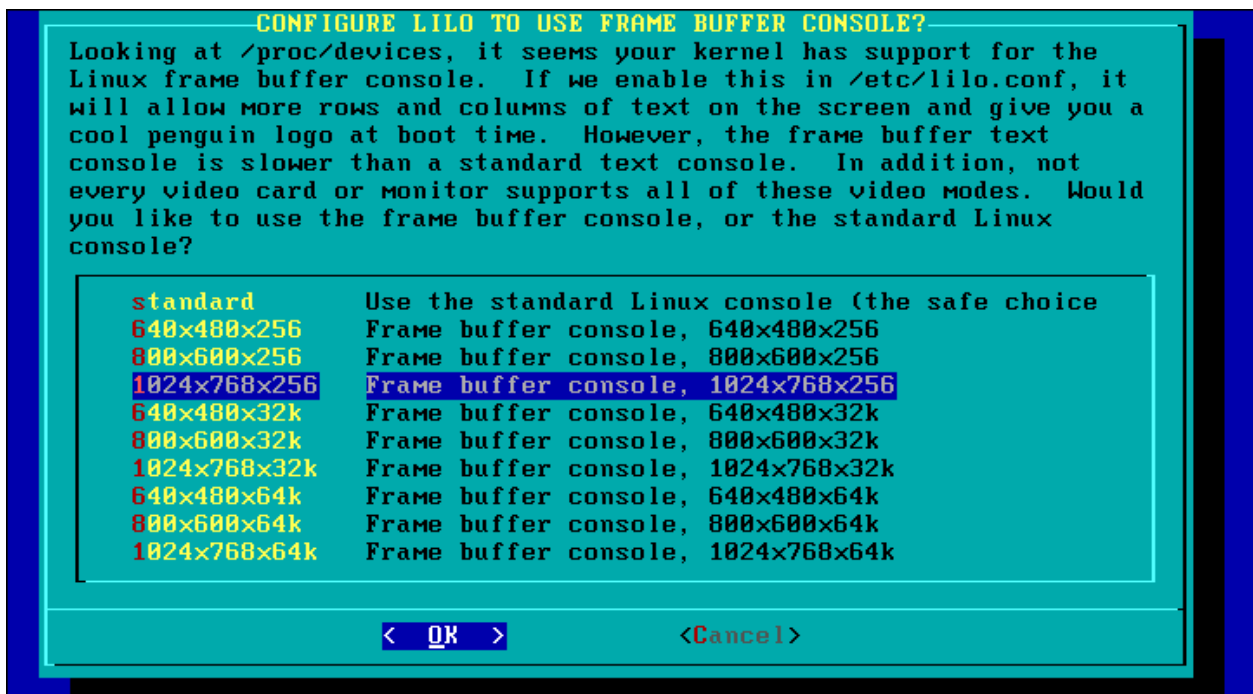 CONFIGURE LILO TO USE FRAME BUFFER CONSOLE?
Looking at /proc/devices, it seems your kernel has support for the
Linux frame buffer console.  If we enable this in /etc/lilo.conf, it
will allow more rows and columns of text on the screen and give you a
cool penguin logo at boot time.  However, the frame buffer text
console is slower than a standard text console.  In addition, not
every video card or monitor supports all of these video modes.  Would
you like to use the frame buffer console, or the standard Linux
console?
standard Use the standard Linux console (the safe choice
640x480x256 Frame buffer console, 640x480x256
800x600x256 Frame buffer console, 800x600x256
1024x768x256 Frame buffer console, 1024x768x256
640x480x32k Frame buffer console, 640x480x32k
800x600x32k Frame buffer console, 800x600x32k
1024x768x32k Frame buffer console, 1024x768x32k
640x480x64k Frame buffer console, 640x480x64k
800x600x64k Frame buffer console, 800x600x64k
1024x768x64k Frame buffer console, 1024x768x64k
<  OK  > <Cancel>